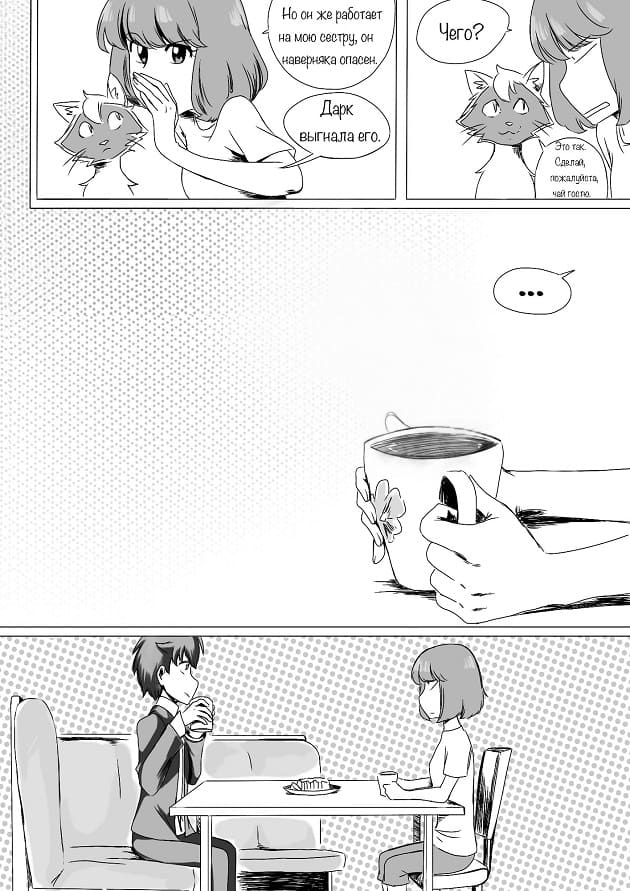 Но он же работает
на мою сестру, он
наверняка опасен.
Дарк
выгнала его.
Чего?
Это так.
Сделай,
пожалуйста,
чай гостю.
...